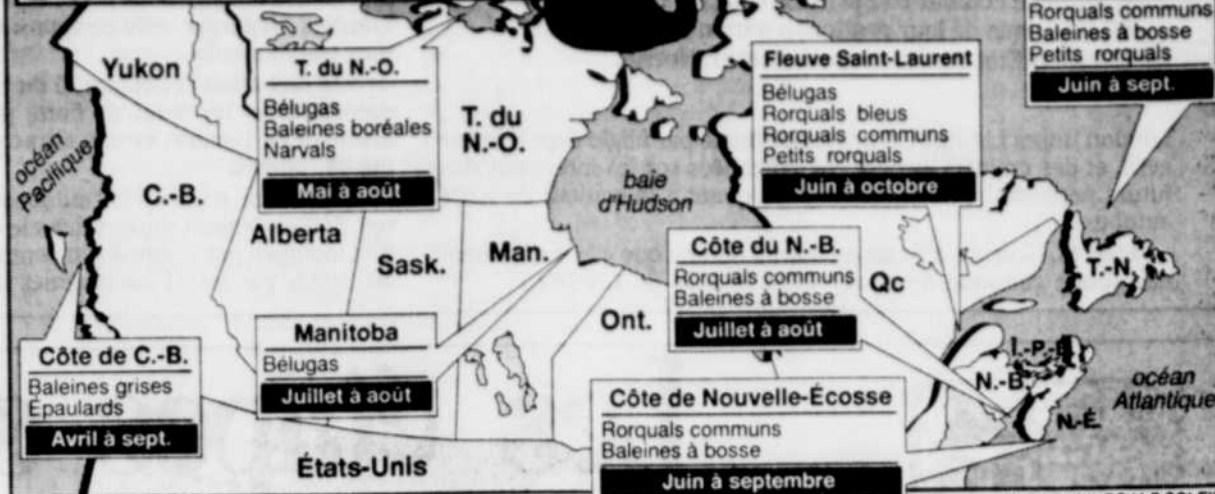 Rorquals communs
Baleines à bosse
Petits rorquals
Juin à sept.
Yukon
T. du N.-O.
Bélugas
Baleines boréales
Narvals
Mai à août
T. du
N.-O.
Fleuve Saint-Laurent
Bélugas
Rorquals bleus
Rorquals communs
Petits rorquals
Juin à octobre
océan
Pacifique
C.-B.
baie
d'Hudson
Alberta
Sask.
Man.
Côte du N.-B.
Rorquals communs
Baleines à bosse
Juillet à août
Qc
T.-N.
Ont.
Manitoba
Bélugas
Juillet à août
Côte de C.-B.
Baleines grises
Épaulards
Avril à sept.
N.-B.
océan
Atlantique
N.-É.
Côte de Nouvelle-Écosse
Rorquals communs
Baleines à bosse
Juin à septembre
États-Unis